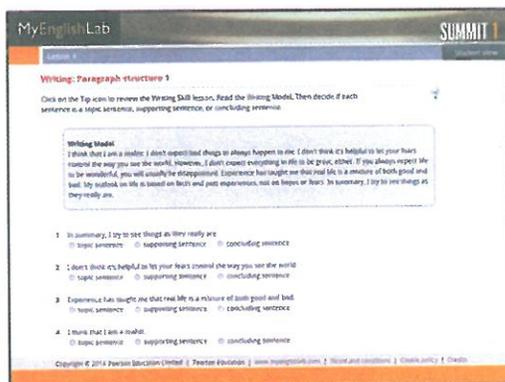 MyEnglishLab
SUMMIT 1
Lesson 1
Student view
Writing: Paragraph structure 1
Click on the Tip icon to review the Writing Skill lesson. Read the Writing Model. Then decide if each
sentence is a topic sentence, supporting sentence, or concluding sentence.
Writing Model
I think that I am a realist. I don't expect bad things to always happen to me. I don't think it's helpful to let your fears
control the way you see the world. However, I don't expect everything in life to be great, either. If you always expect life
to be wonderful, you will usually be disappointed. Experience has taught me that real life is a mixture of both good and
bad. My outlook on life is based on facts and past experiences, not on hopes or fears. In summary, I try to see things as
they really are.
1 In summary, I try to see things as they really are.
topic sentence supporting sentence concluding sentence
2 I don't think it's helpful to let your fears control the way you see the world.
topic sentence supporting sentence concluding sentence
3 Experience has taught me that real life is a mixture of both good and bad.
topic sentence supporting sentence concluding sentence
4 I think that I am a realist.
topic sentence supporting sentence concluding sentence
Copyright © 2014 Pearson Education Limited | Pearson Education | www.myenglishlab.com | Terms and conditions | Cookie policy | Credits